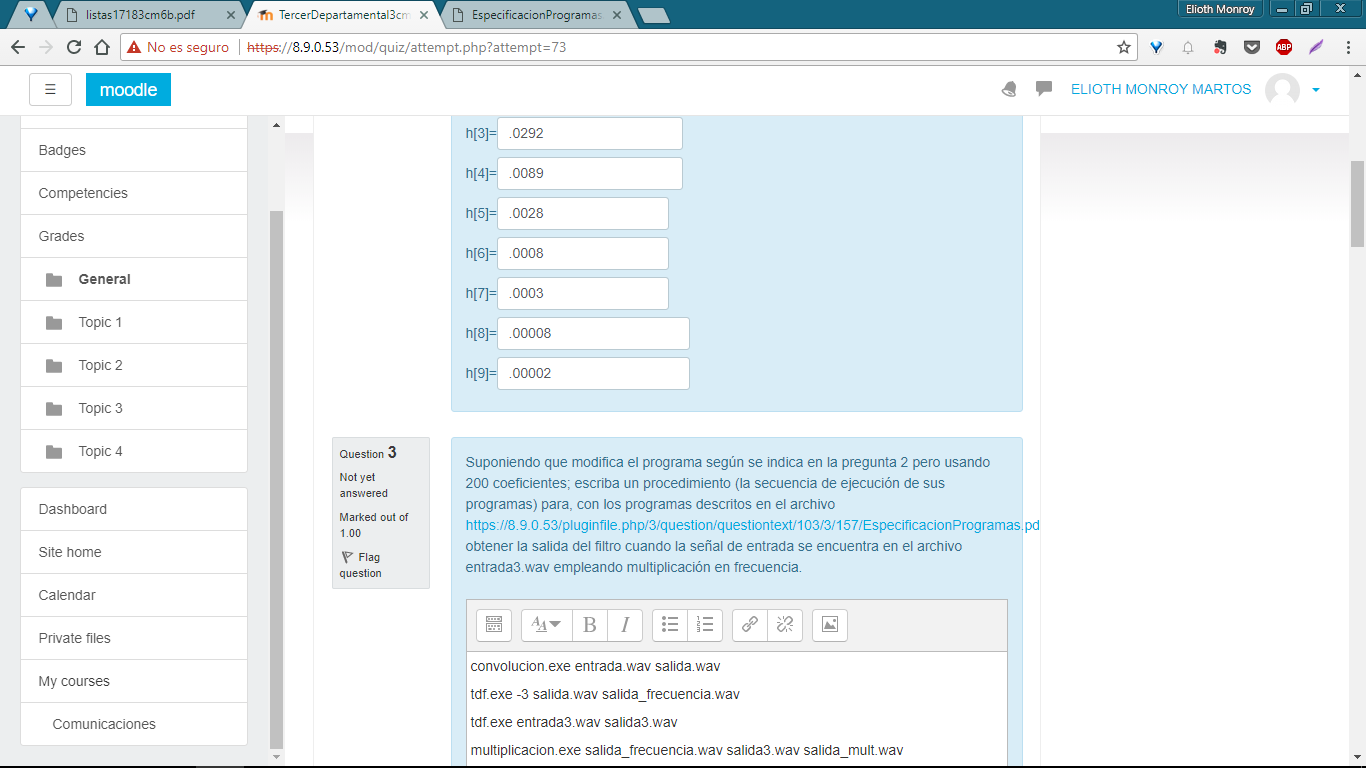 listas17183cm6b.pdf
TercerDepartamental3cm
EspecificacionProgramas
Elioth Monroy
No es seguro
https://8.9.0.53/mod/quiz/attempt.php?attempt=73
ABP
moodle
ELIOTH MONROY MARTOS
Badges
Competencies
Grades
General
Topic 1
Topic 2
Topic 3
Topic 4
Dashboard
Site home
Calendar
Private files
My courses
Comunicaciones
h[3]= .0292
h[4]= .0089
h[5]= .0028
h[6]= .0008
h[7]= .0003
h[8]= .00008
h[9]= .00002
Question 3
Not yet
answered
Marked out of
1.00
Flag
question
Suponiendo que modifica el programa según se indica en la pregunta 2 pero usando
200 coeficientes; escriba un procedimiento (la secuencia de ejecución de sus
programas) para, con los programas descritos en el archivo
https://8.9.0.53/pluginfile.php/3/question/questiontext/103/3/157/EspecificacionProgramas.pd
obtener la salida del filtro cuando la señal de entrada se encuentra en el archivo
entrada3.wav empleando multiplicación en frecuencia.
convolucion.exe entrada.wav salida.wav
tdf.exe -3 salida.wav salida_frecuencia.wav
tdf.exe entrada3.wav salida3.wav
multiplicacion.exe salida_frecuencia.wav salida3.wav salida_mult.wav